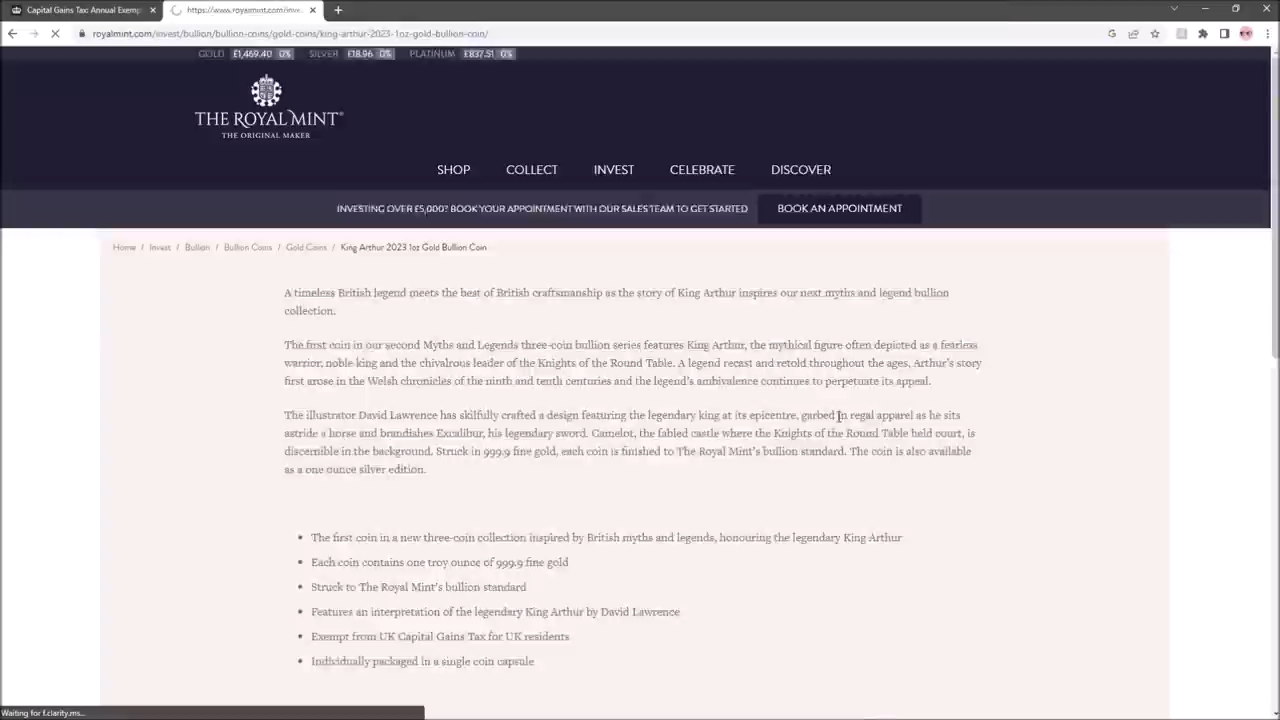 Capital Gains Tax: Annual Exemp
https://www.royalmint.com/inve
royalmint.com/invest/bullion/bullion-coins/gold-coins/king-arthur-2023-1oz-gold-bullion-coin/
GOLD £1,469.40 0% SILVER £18.96 0% PLATINUM £837.51 0%
THE ROYAL MINT®
THE ORIGINAL MAKER
SHOP COLLECT INVEST CELEBRATE DISCOVER
INVESTING OVER £5,000? BOOK YOUR APPOINTMENT WITH OUR SALES TEAM TO GET STARTED BOOK AN APPOINTMENT
Home / Invest / Bullion / Bullion Coins / Gold Coins / King Arthur 2023 1oz Gold Bullion Coin
A timeless British legend meets the best of British craftsmanship as the story of King Arthur inspires our next myths and legend bullion
collection.
The first coin in our second Myths and Legends three-coin bullion series features King Arthur, the mythical figure often depicted as a fearless
warrior, noble king and the chivalrous leader of the Knights of the Round Table. A legend recast and retold throughout the ages, Arthur's story
first arose in the Welsh chronicles of the ninth and tenth centuries and the legend's ambivalence continues to perpetuate its appeal.
The illustrator David Lawrence has skilfully crafted a design featuring the legendary king at its epicentre, garbed in regal apparel as he sits
astride a horse and brandishes Excalibur, his legendary sword. Camelot, the fabled castle where the Knights of the Round Table held court, is
discernible in the background. Struck in 999.9 fine gold, each coin is finished to The Royal Mint's bullion standard. The coin is also available
as a one ounce silver edition.
• The first coin in a new three-coin collection inspired by British myths and legends, honouring the legendary King Arthur
• Each coin contains one troy ounce of 999.9 fine gold
• Struck to The Royal Mint's bullion standard
• Features an interpretation of the legendary King Arthur by David Lawrence
• Exempt from UK Capital Gains Tax for UK residents
• Individually packaged in a single coin capsule
Waiting for f.clarity.ms...